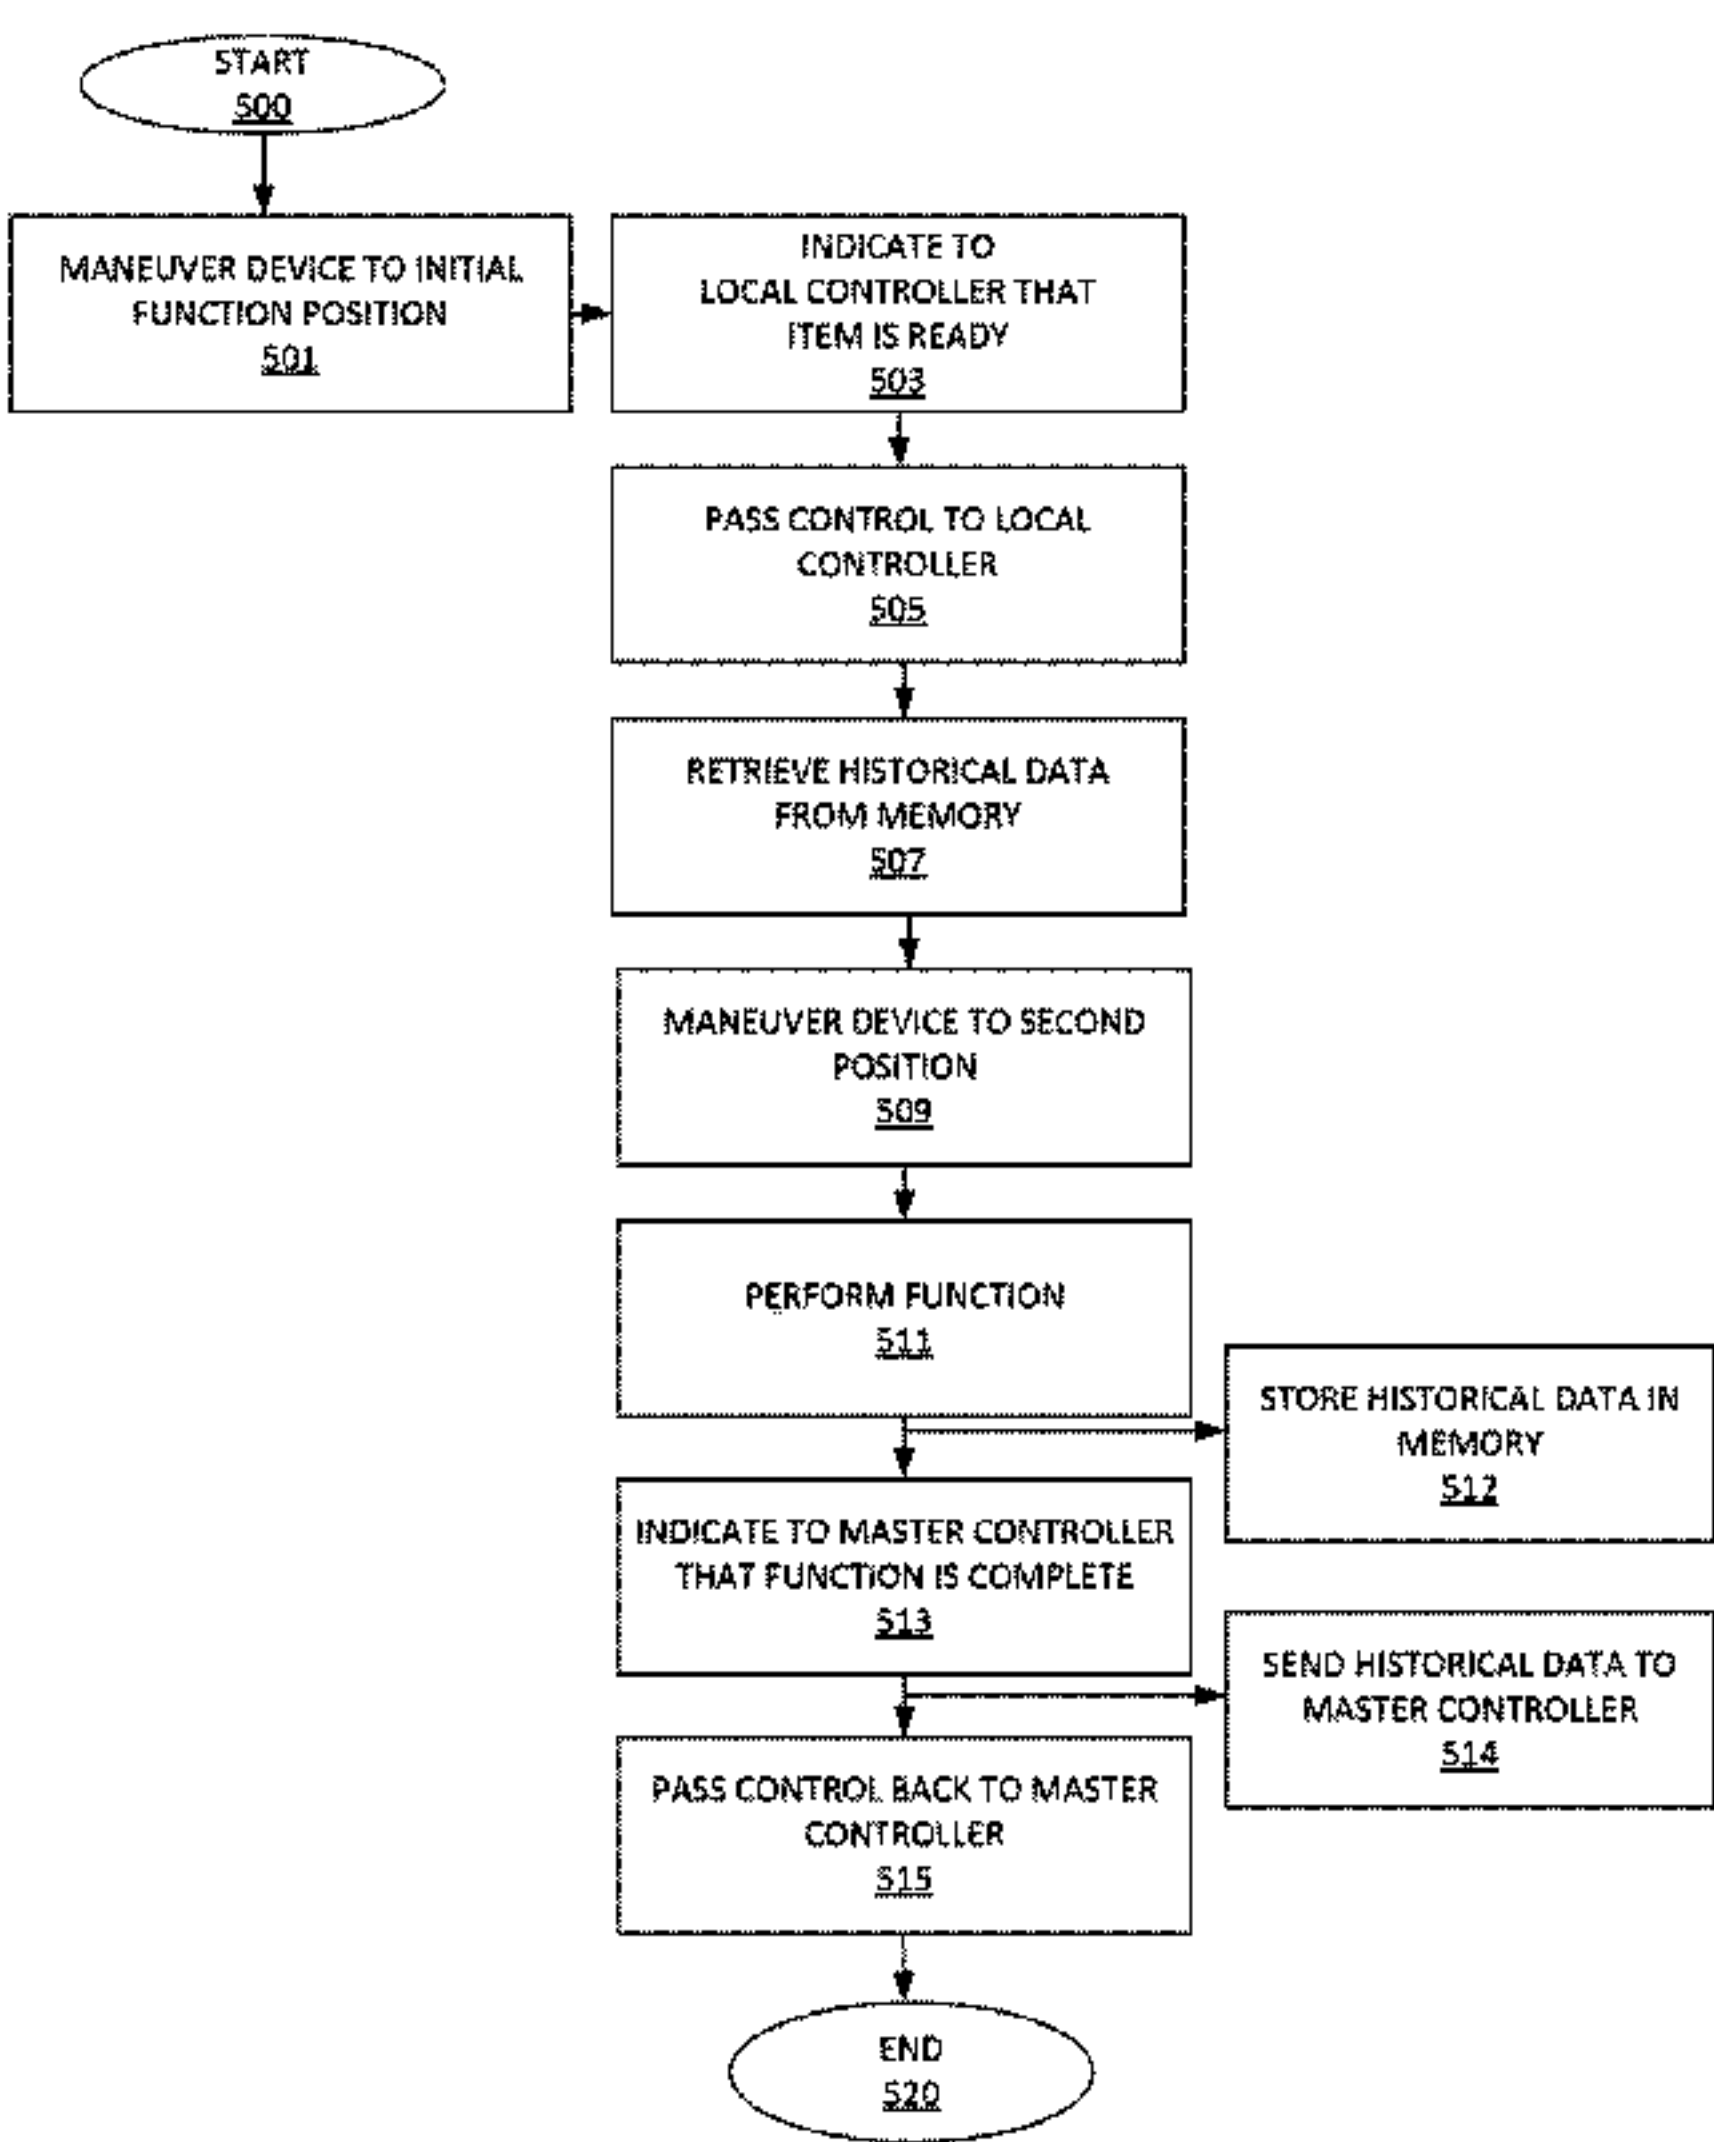 START
500
MANEUVER DEVICE TO INITIAL
FUNCTION POSITION
501
INDICATE TO
LOCAL CONTROLLER THAT
ITEM IS READY
503
PASS CONTROL TO LOCAL
CONTROLLER
505
RETRIEVE HISTORICAL DATA
FROM MEMORY
507
MANEUVER DEVICE TO SECOND
POSITION
509
PERFORM FUNCTION
511
STORE HISTORICAL DATA IN
MEMORY
512
INDICATE TO MASTER CONTROLLER
THAT FUNCTION IS COMPLETE
513
SEND HISTORICAL DATA TO
MASTER CONTROLLER
514
PASS CONTROL BACK TO MASTER
CONTROLLER
515
END
520